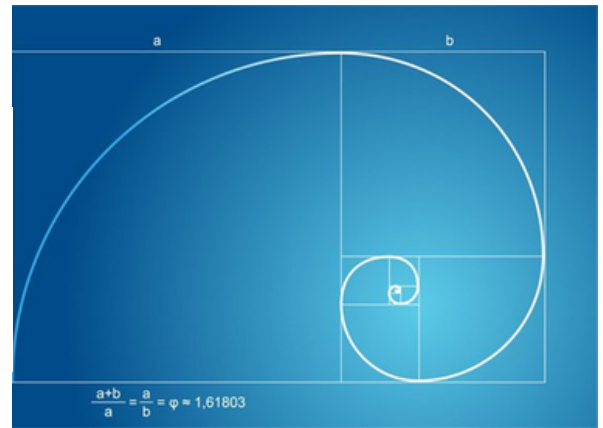 a b
a+b/a = a/b = φ ≈ 1,61803